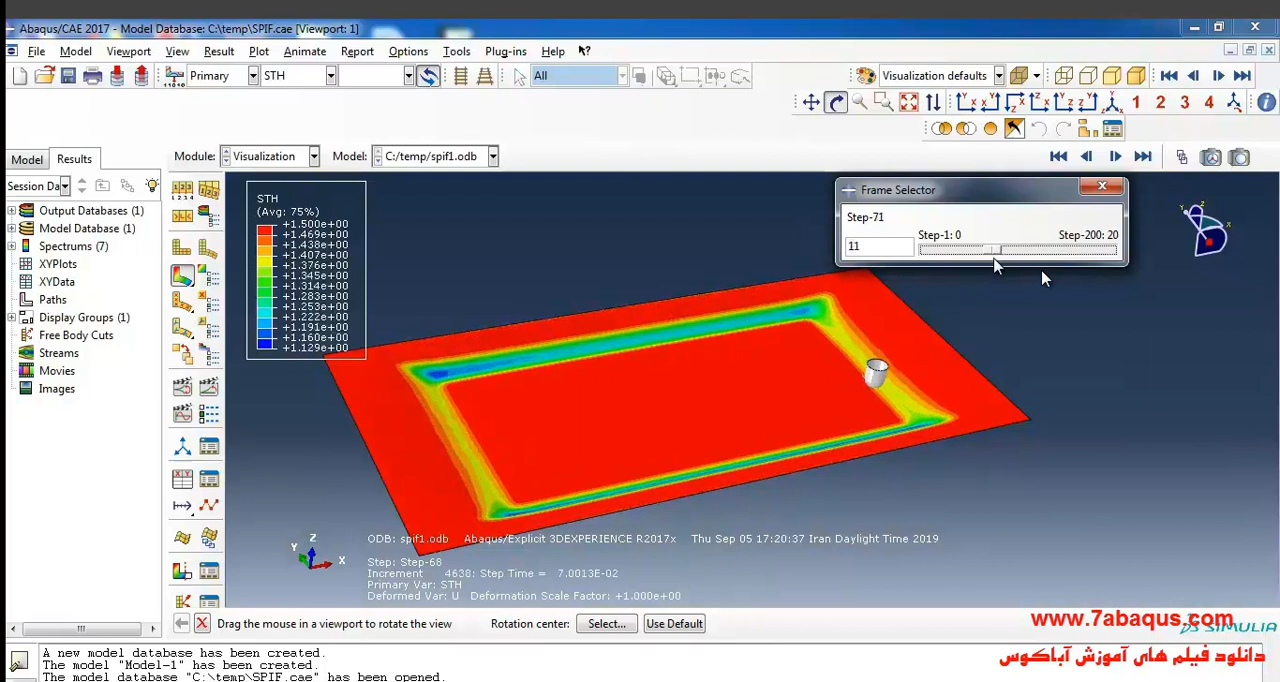 Abaqus/CAE 2017 - Model Database: C:\temp\SPIF.cae [Viewport: 1]
File Model Viewport View Result Plot Animate Report Options Tools Plug-ins Help
Primary STH All Visualization defaults
1 2 3 4
Model Results Module: Visualization Model: C:/temp/spif1.odb
Session Da
Output Databases (1)
Model Database (1)
Spectrums (7)
XYPlots
XYData
Paths
Display Groups (1)
Free Body Cuts
Streams
Movies
Images
STH
(Avg: 75%)
+1.500e+00
+1.469e+00
+1.438e+00
+1.407e+00
+1.376e+00
+1.345e+00
+1.314e+00
+1.283e+00
+1.253e+00
+1.222e+00
+1.191e+00
+1.160e+00
+1.129e+00
Frame Selector
Step-71
Step-1: 0 Step-200: 20
11
Z
Y
X
ODB: spif1.odb Abaqus/Explicit 3DEXPERIENCE R2017x Thu Sep 05 17:20:37 Iran Daylight Time 2019
Step: Step-68
Increment 4638: Step Time = 7.0013E-02
Primary Var: STH
Deformed Var: U Deformation Scale Factor: +1.000e+00
Drag the mouse in a viewport to rotate the view Rotation center: Select... Use Default
www.7abaqus.com
SIMULIA
دانلود فیلم های آموزش آباکوس
A new model database has been created.
The model "Model-1" has been created.
The model database "C:\temp\SPIF.cae" has been opened.